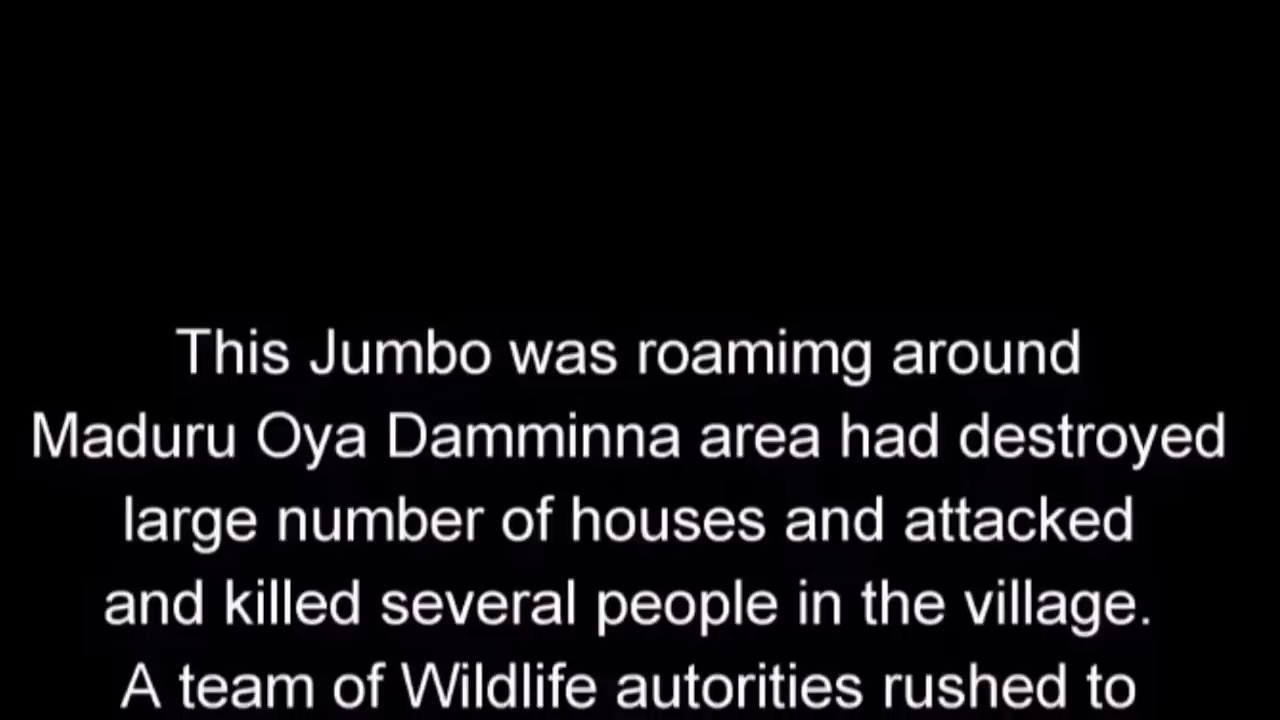 This Jumbo was roamimg around
Maduru Oya Damminna area had destroyed
large number of houses and attacked
and killed several people in the village.
A team of Wildlife autorities rushed to